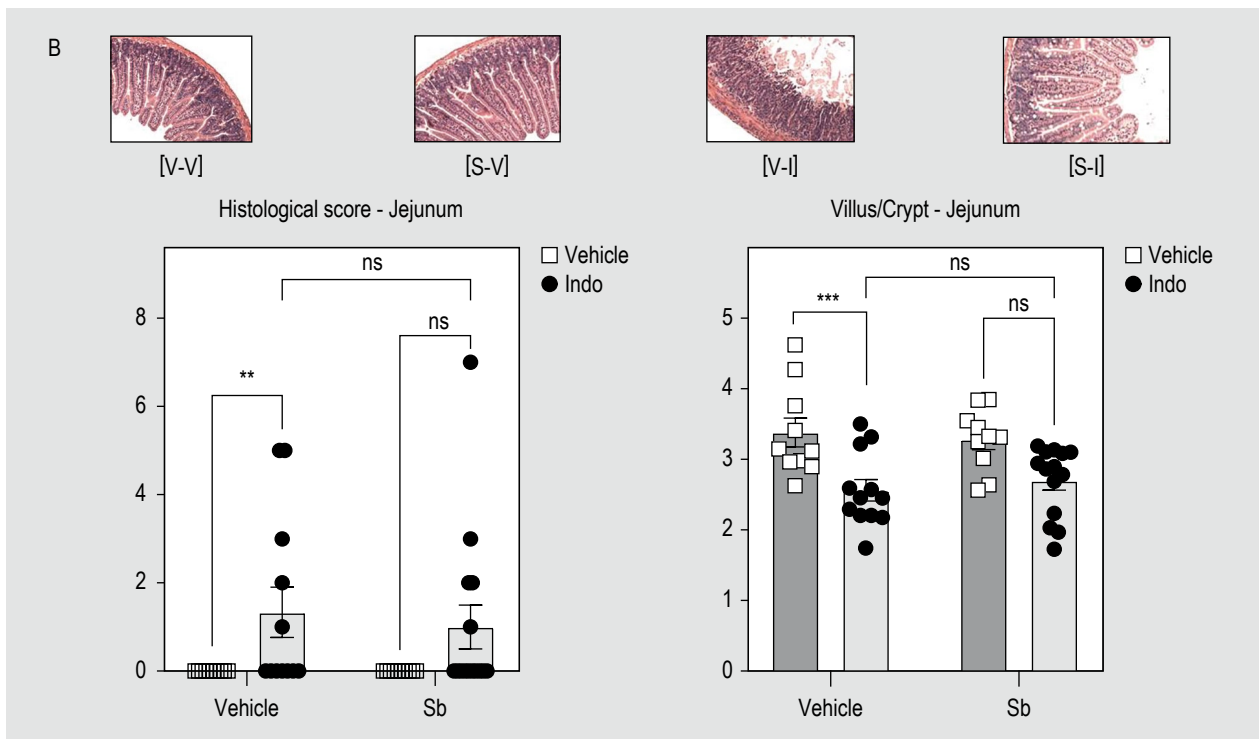 B
[V-V]
[S-V]
[V-I]
[S-I]
Histological score - Jejunum
Vehicle
Indo
ns
ns
**
8
6
4
2
0
Vehicle
Sb
Villus/Crypt - Jejunum
Vehicle
Indo
ns
***
ns
5
4
3
2
1
0
Vehicle
Sb